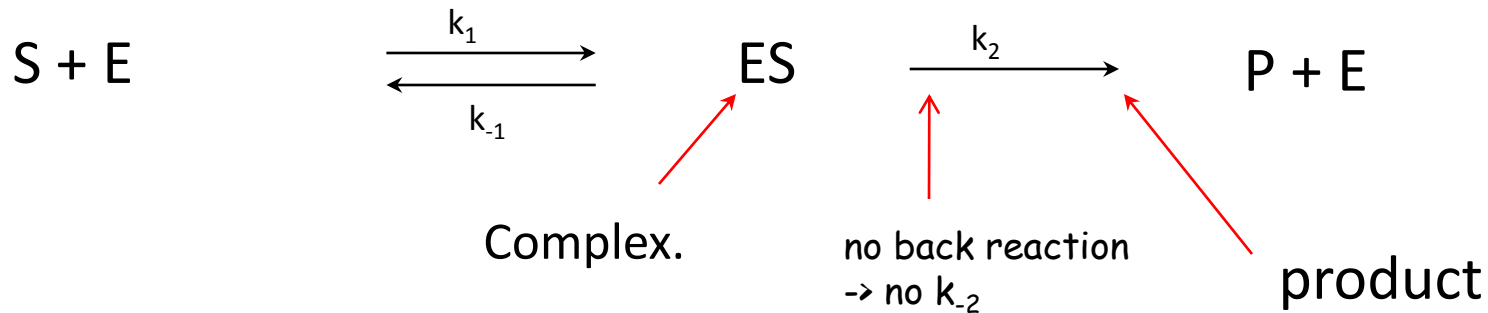 k₁
S + E
ES
k₂
P + E
k₋₁
Complex.
no back reaction
-> no k₋₂
product